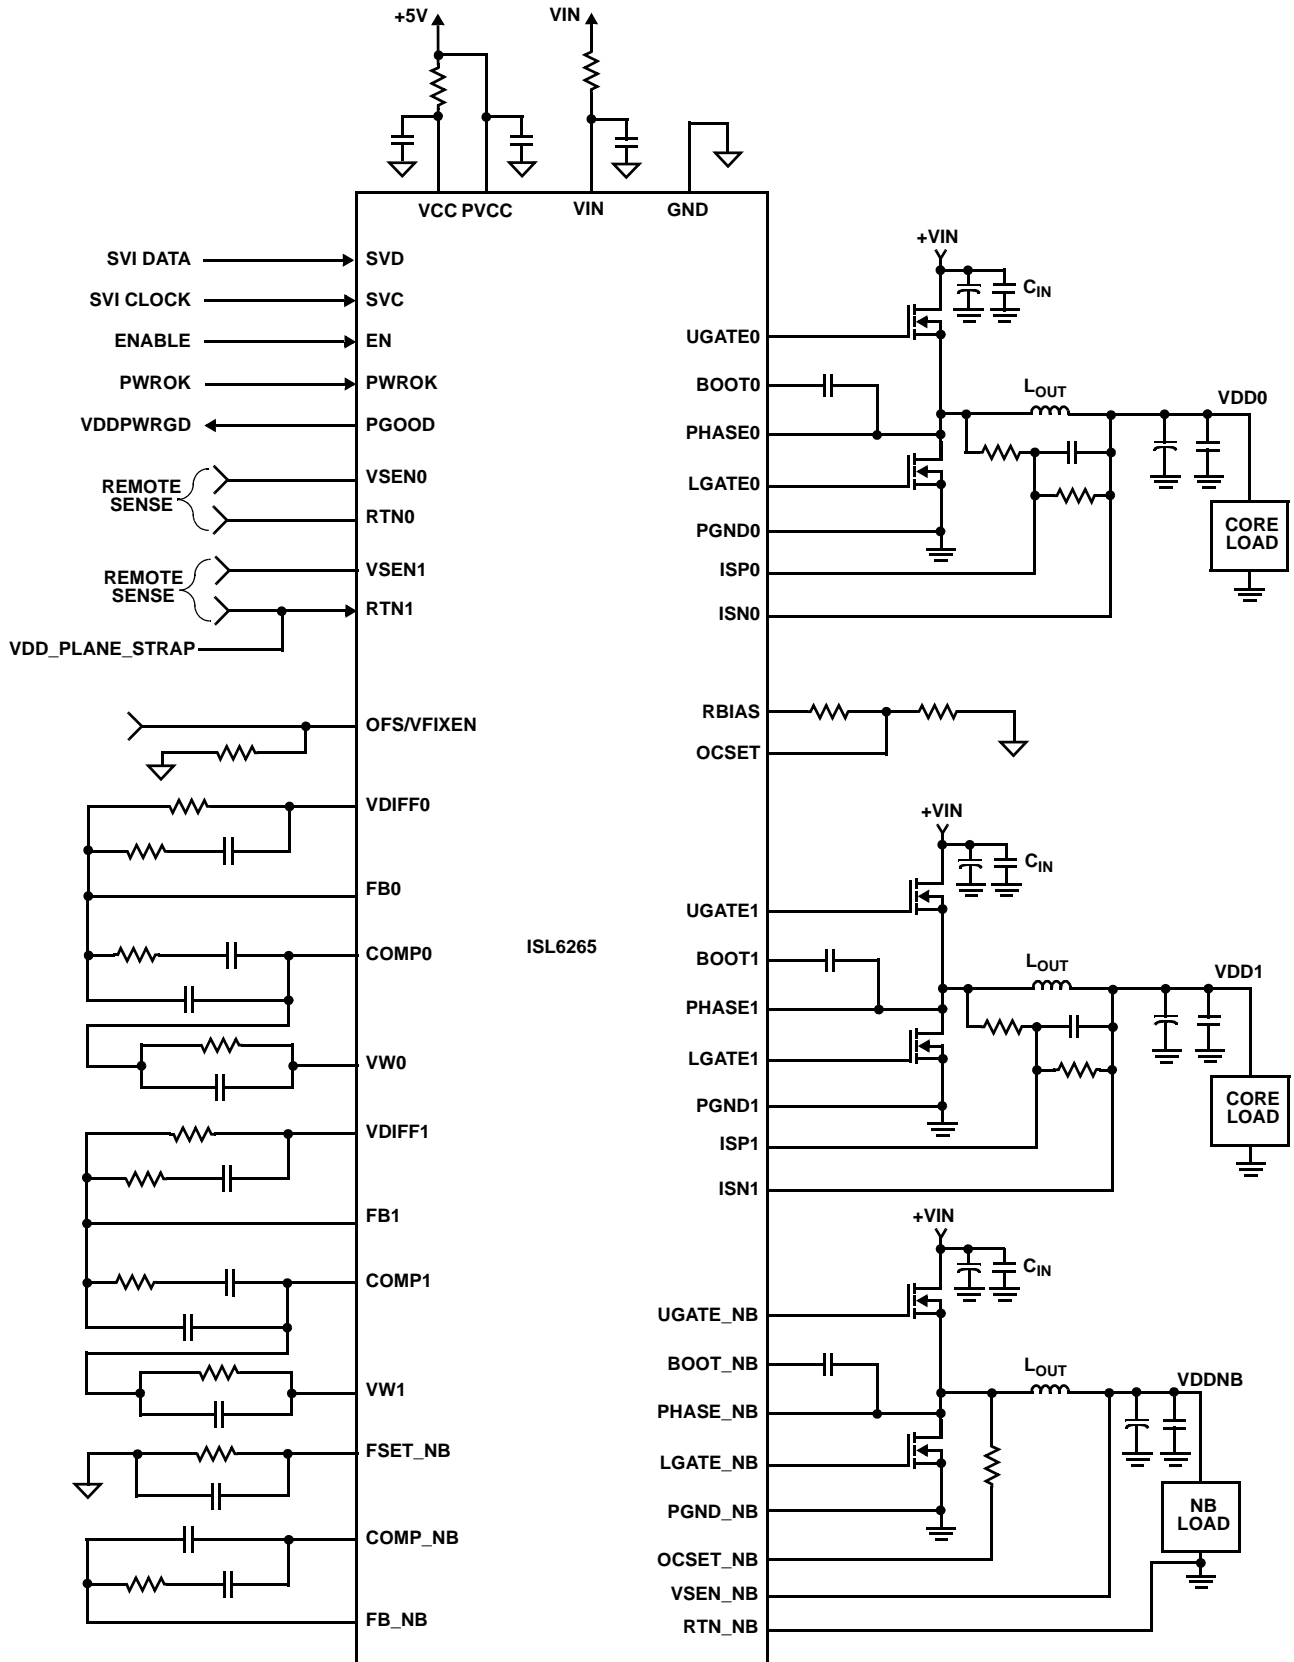 +5V
VIN
VCC PVCC
VIN
GND
SVI DATA
SVD
SVI CLOCK
SVC
ENABLE
EN
PWROK
PWROK
VDDPWRGD
PGOOD
REMOTE
SENSE
VSEN0
RTN0
REMOTE
SENSE
VSEN1
RTN1
VDD_PLANE_STRAP
OFS/VFIXEN
VDIFF0
FB0
COMP0
VW0
VDIFF1
FB1
COMP1
VW1
FSET_NB
COMP_NB
FB_NB
ISL6265
+VIN
CIN
UGATE0
BOOT0
LOUT
VDD0
PHASE0
LGATE0
PGND0
CORE
LOAD
ISP0
ISN0
RBIAS
OCSET
+VIN
CIN
UGATE1
BOOT1
LOUT
VDD1
PHASE1
LGATE1
PGND1
CORE
LOAD
ISP1
ISN1
+VIN
CIN
UGATE_NB
BOOT_NB
LOUT
VDDNB
PHASE_NB
LGATE_NB
PGND_NB
NB
LOAD
OCSET_NB
VSEN_NB
RTN_NB